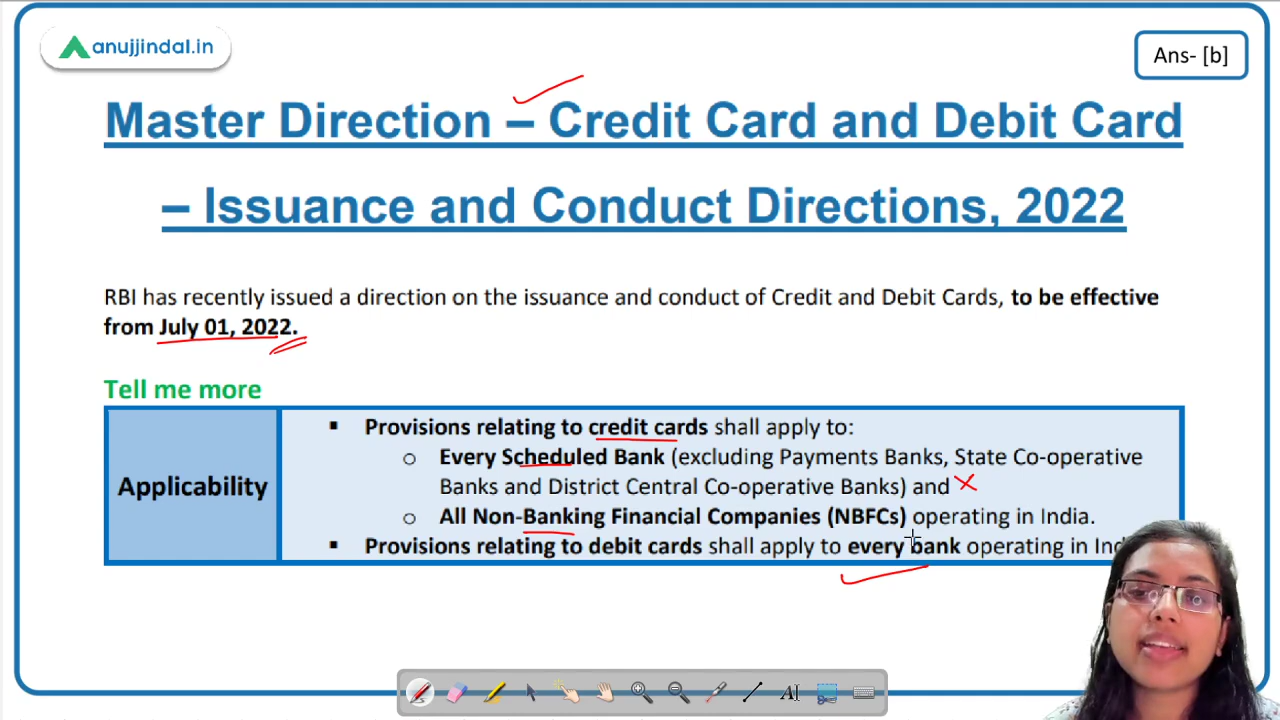 anujjindal.in
Ans- [b]
Master Direction – Credit Card and Debit Card
– Issuance and Conduct Directions, 2022
RBI has recently issued a direction on the issuance and conduct of Credit and Debit Cards, to be effective
from July 01, 2022.
Tell me more
Applicability
▪ Provisions relating to credit cards shall apply to:
o Every Scheduled Bank (excluding Payments Banks, State Co-operative
Banks and District Central Co-operative Banks) and
o All Non-Banking Financial Companies (NBFCs) operating in India.
▪ Provisions relating to debit cards shall apply to every bank operating in
AI